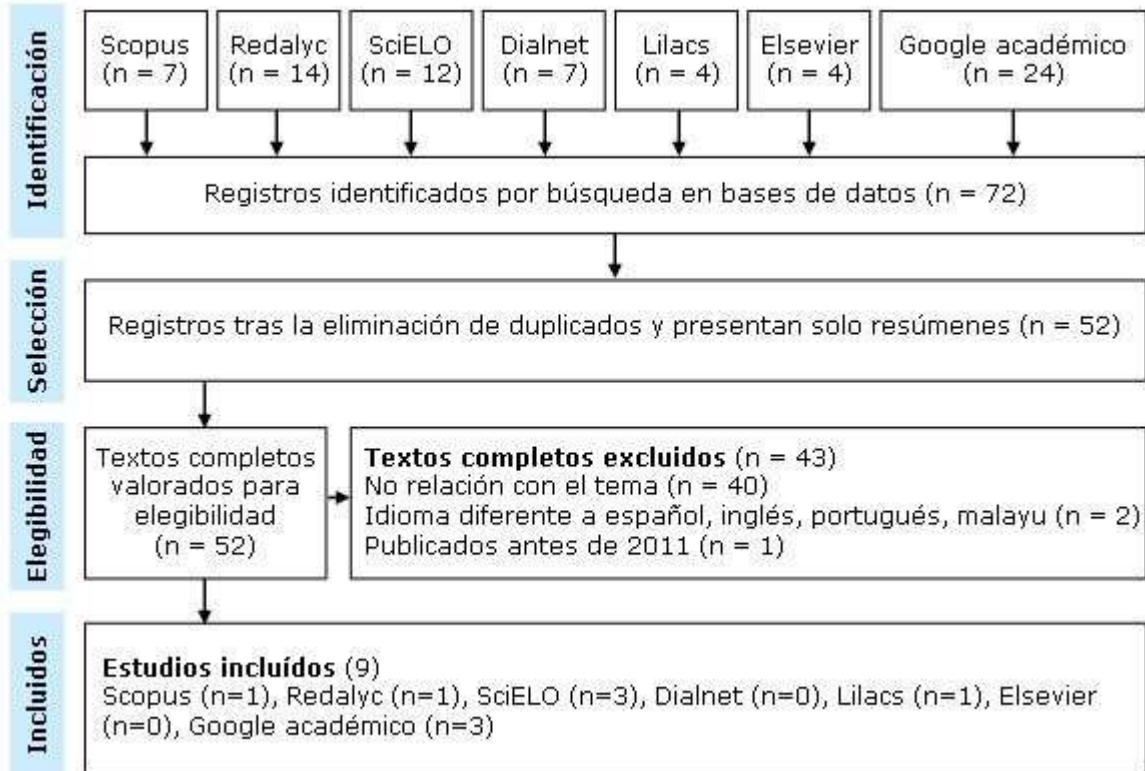 Identificación
Scopus
(n = 7)
Redalyc
(n = 14)
SciELO
(n = 12)
Dialnet
(n = 7)
Lilacs
(n = 4)
Elsevier
(n = 4)
Google académico
(n = 24)
Registros identificados por búsqueda en bases de datos (n = 72)
Selección
Registros tras la eliminación de duplicados y presentan solo resúmenes (n = 52)
Elegibilidad
Textos completos
valorados para
elegibilidad
(n = 52)
Textos completos excluidos (n = 43)
No relación con el tema (n = 40)
Idioma diferente a español, inglés, portugués, malayu (n = 2)
Publicados antes de 2011 (n = 1)
Incluidos
Estudios incluídos (9)
Scopus (n=1), Redalyc (n=1), SciELO (n=3), Dialnet (n=0), Lilacs (n=1), Elsevier
(n=0), Google académico (n=3)